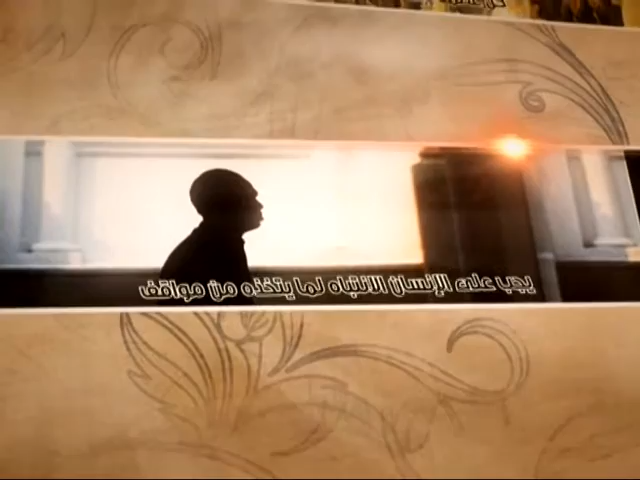 يجب على الإنسان الانتباه لما يتخذه من مواقف